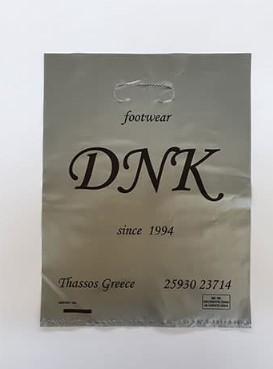 footwear
DNK
since 1994
Thassos Greece 25930 23714